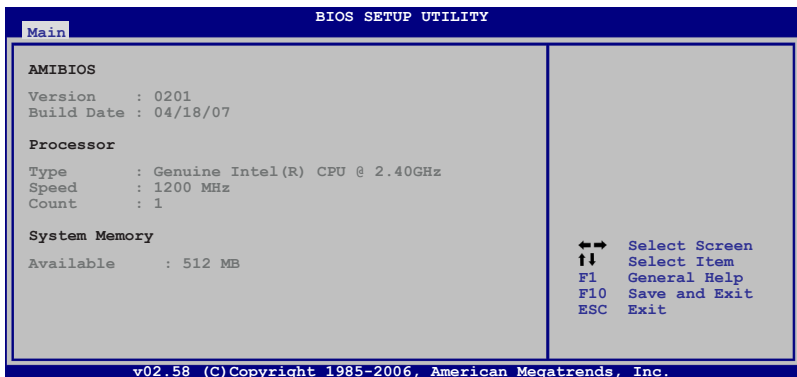 BIOS SETUP UTILITY
Main
AMIBIOS
Version : 0201
Build Date : 04/18/07
Processor
Type : Genuine Intel(R) CPU @ 2.40GHz
Speed : 1200 MHz
Count : 1
System Memory
Available : 512 MB
←→ Select Screen
↑↓ Select Item
F1 General Help
F10 Save and Exit
ESC Exit
v02.58 (C)Copyright 1985-2006, American Megatrends, Inc.